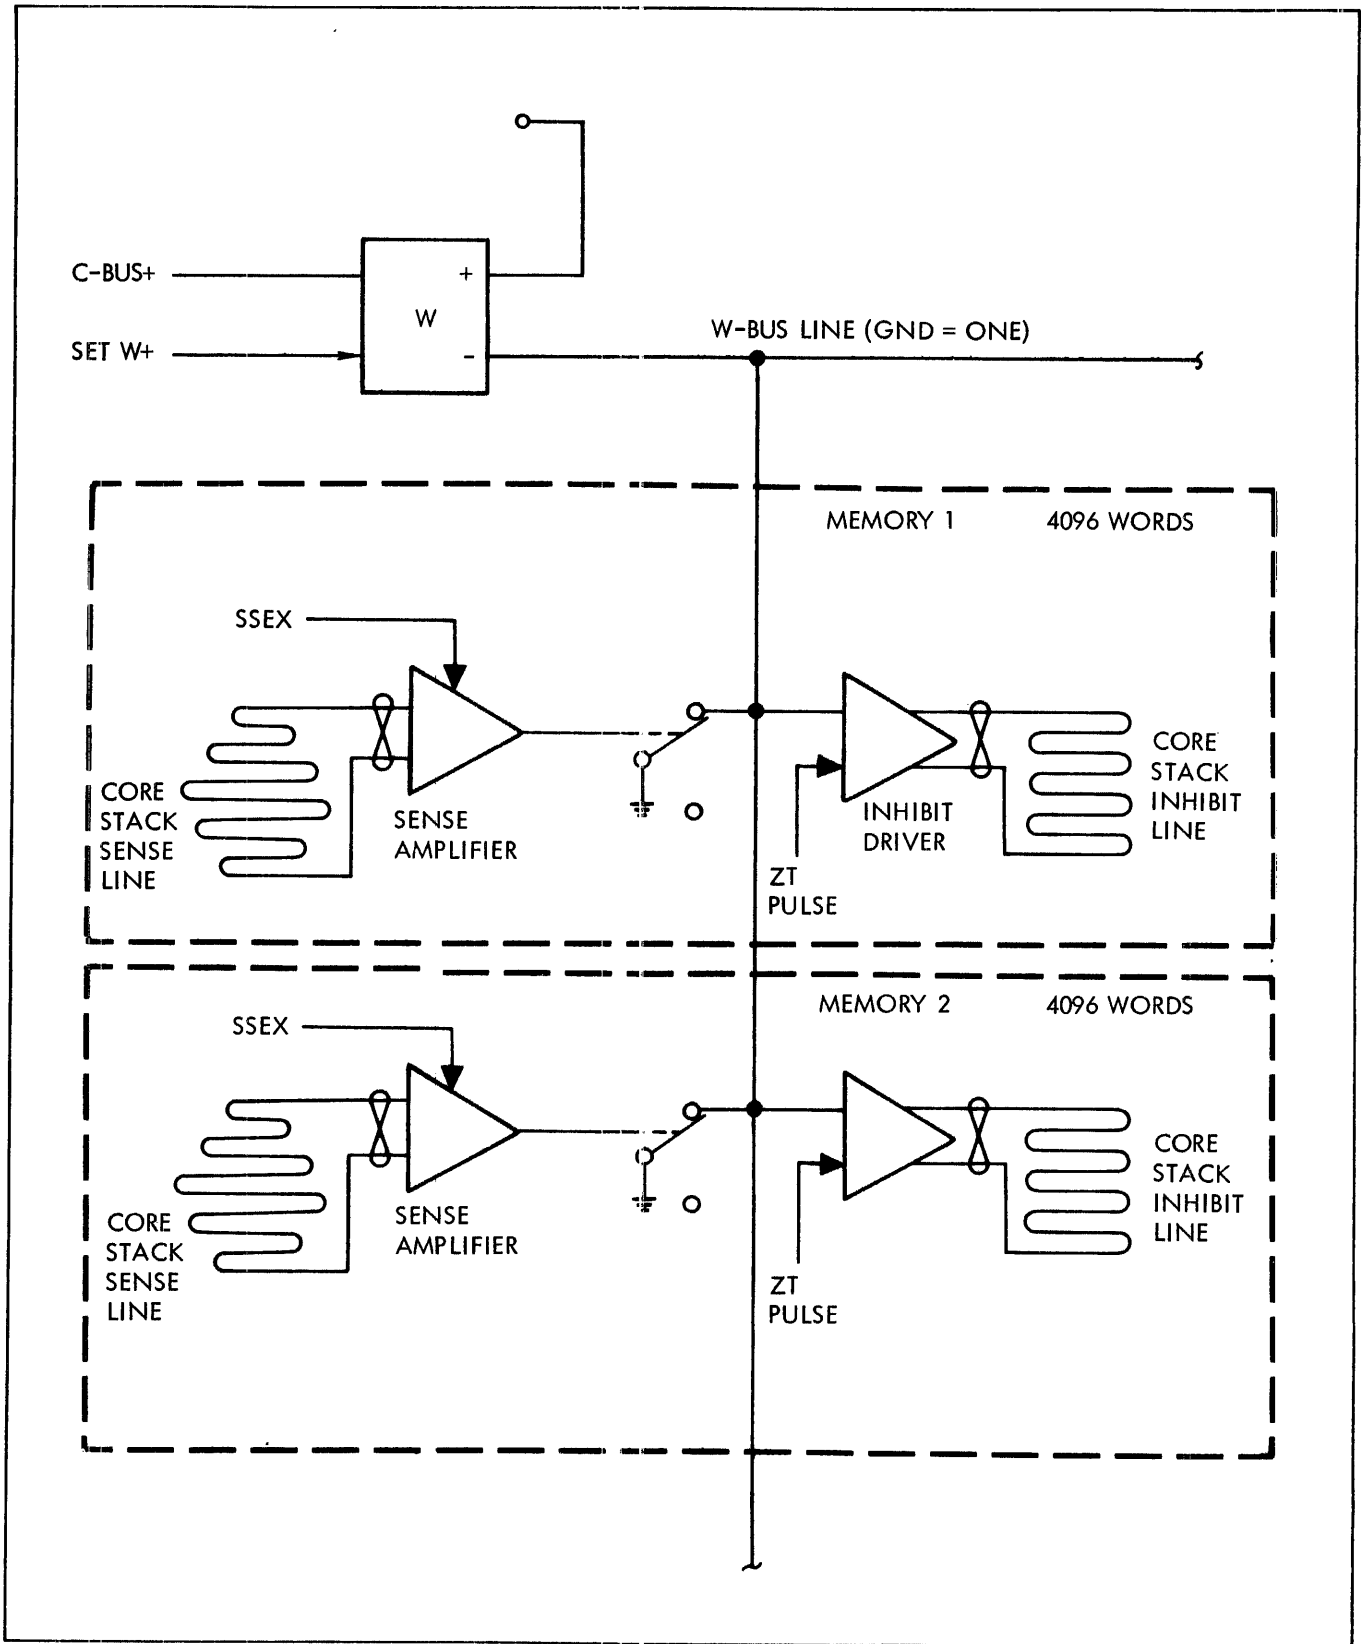 C-BUS+
SET W+
W
+
-
W-BUS LINE (GND = ONE)
MEMORY 1 4096 WORDS
SSEX
CORE
STACK
SENSE
LINE
SENSE
AMPLIFIER
ZT
PULSE
INHIBIT
DRIVER
CORE
STACK
INHIBIT
LINE
MEMORY 2 4096 WORDS
SSEX
CORE
STACK
SENSE
LINE
SENSE
AMPLIFIER
ZT
PULSE
CORE
STACK
INHIBIT
LINE